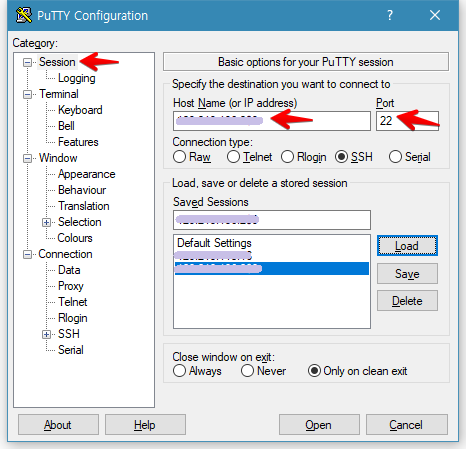 PuTTY Configuration
Category:
Session
Logging
Terminal
Keyboard
Bell
Features
Window
Appearance
Behaviour
Translation
Selection
Colours
Connection
Data
Proxy
Telnet
Rlogin
SSH
Serial
Basic options for your PuTTY session
Specify the destination you want to connect to
Host Name (or IP address) Port
22
Connection type:
Raw Telnet Rlogin SSH Serial
Load, save or delete a stored session
Saved Sessions
Default Settings
Load
Save
Delete
Close window on exit:
Always Never Only on clean exit
About Help Open Cancel